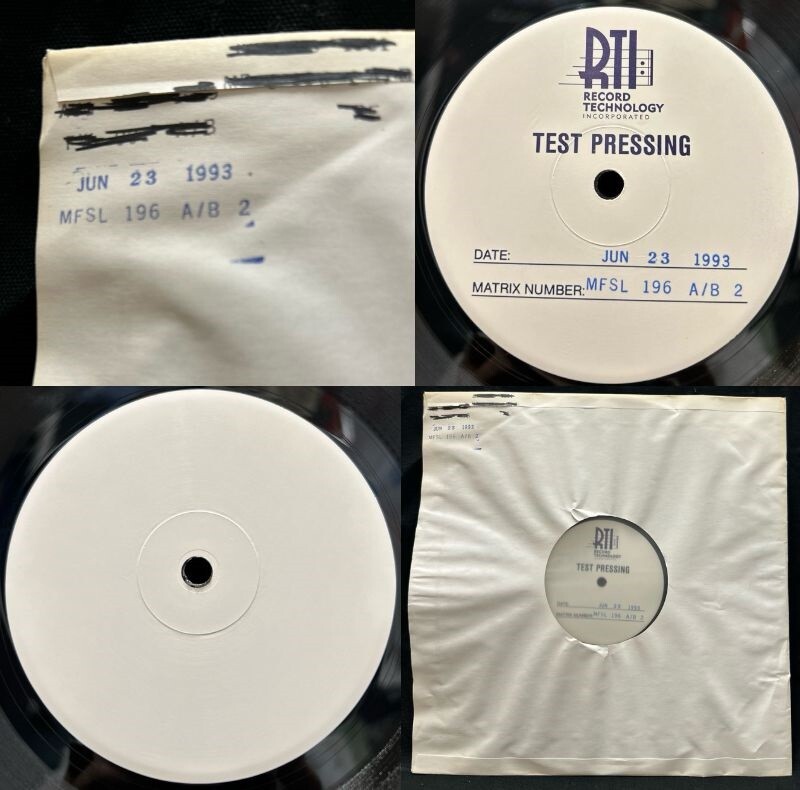 JUN 23 1993
MFSL 196 A/B 2
RTI
RECORD
TECHNOLOGY
INCORPORATED
TEST PRESSING
DATE: JUN 23 1993
MATRIX NUMBER: MFSL 196 A/B 2
JUN 23 1993
MFSL 196 A/B 2
RTI
RECORD
TECHNOLOGY
INCORPORATED
TEST PRESSING
DATE: JUN 23 1993
MATRIX NUMBER: MFSL 196 A/B 2